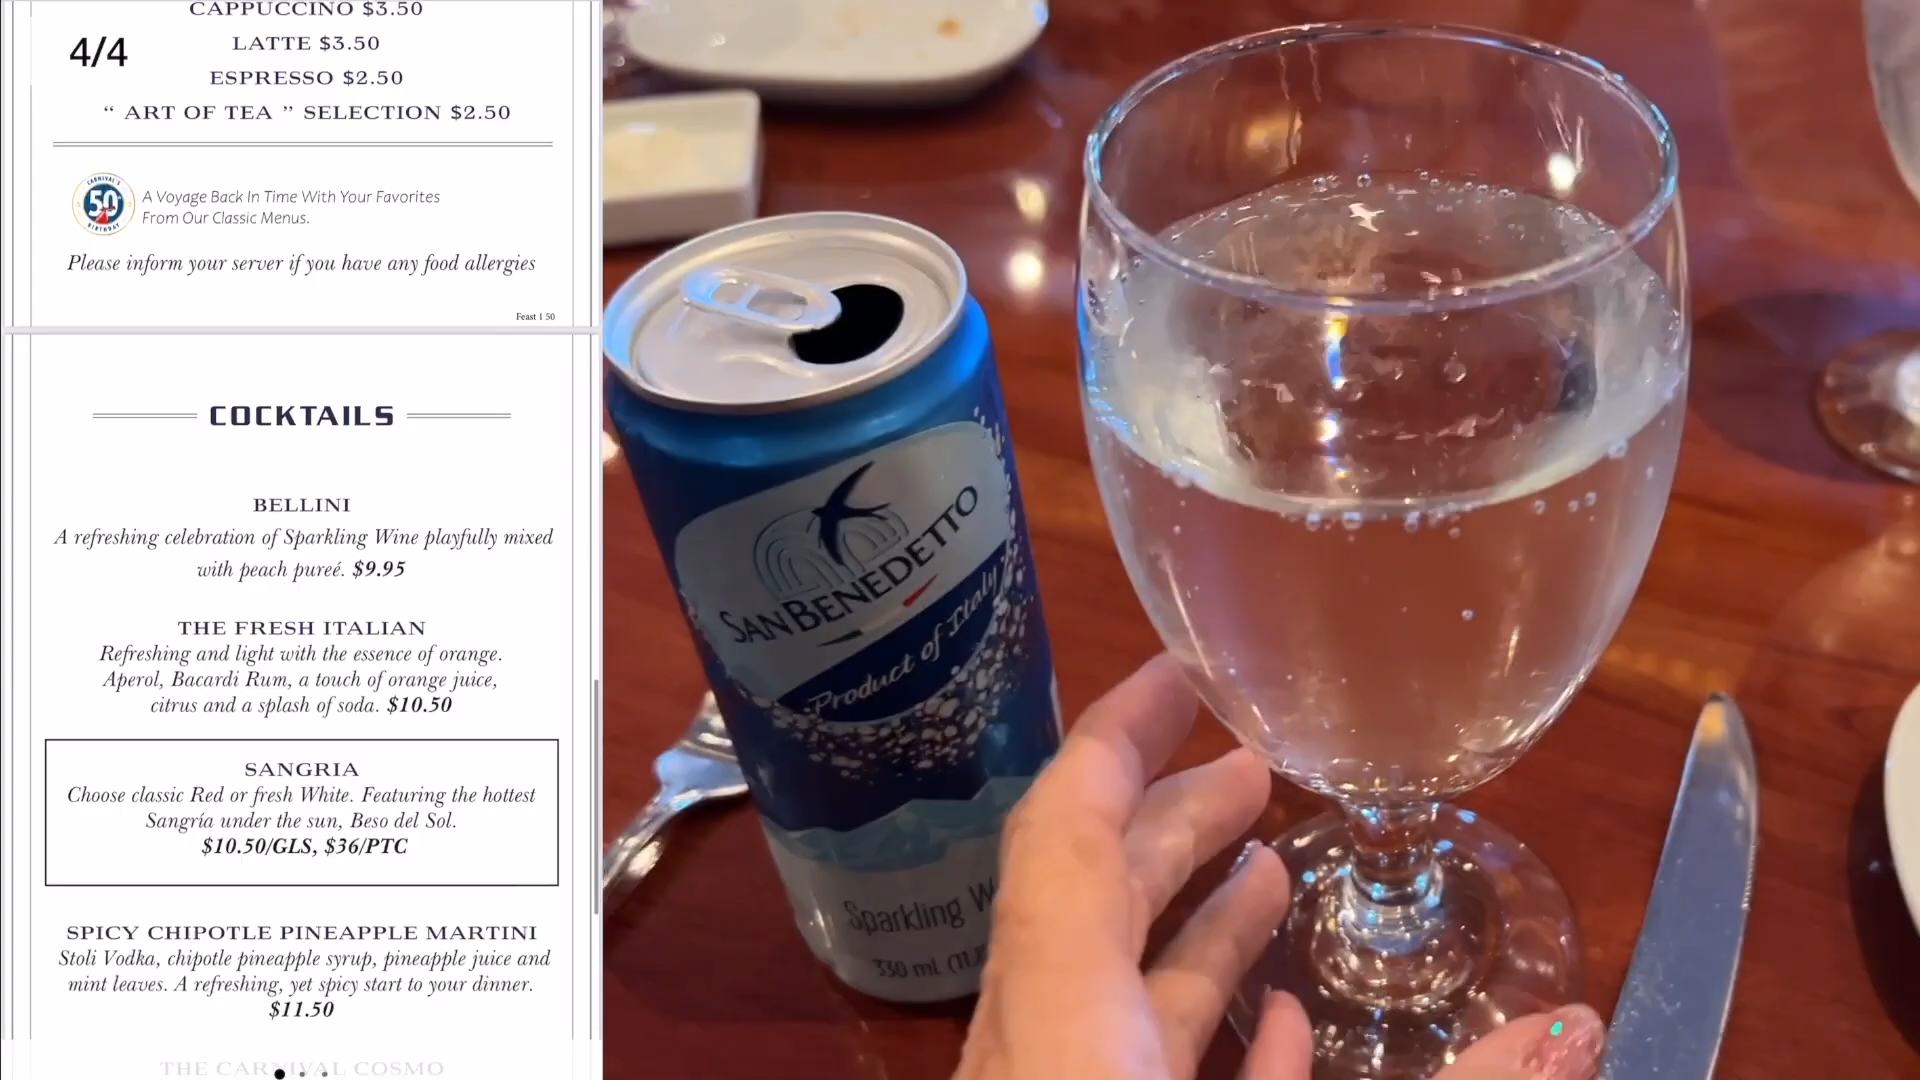 CAPPUCCINO $3.50
4/4
LATTE $3.50
ESPRESSO $2.50
“ ART OF TEA ” SELECTION $2.50
CARNIVAL'S
50
BIRTHDAY
A Voyage Back In Time With Your Favorites
From Our Classic Menus.
Please inform your server if you have any food allergies
Feast 1 50
COCKTAILS
BELLINI
A refreshing celebration of Sparkling Wine playfully mixed
with peach pureé. $9.95
THE FRESH ITALIAN
Refreshing and light with the essence of orange.
Aperol, Bacardi Rum, a touch of orange juice,
citrus and a splash of soda. $10.50
SANGRIA
Choose classic Red or fresh White. Featuring the hottest
Sangría under the sun, Beso del Sol.
$10.50/GLS, $36/PTC
SPICY CHIPOTLE PINEAPPLE MARTINI
Stoli Vodka, chipotle pineapple syrup, pineapple juice and
mint leaves. A refreshing, yet spicy start to your dinner.
$11.50
THE CARNIVAL COSMO
SANBENEDETTO
Product of Italy
Sparkling
330 mL